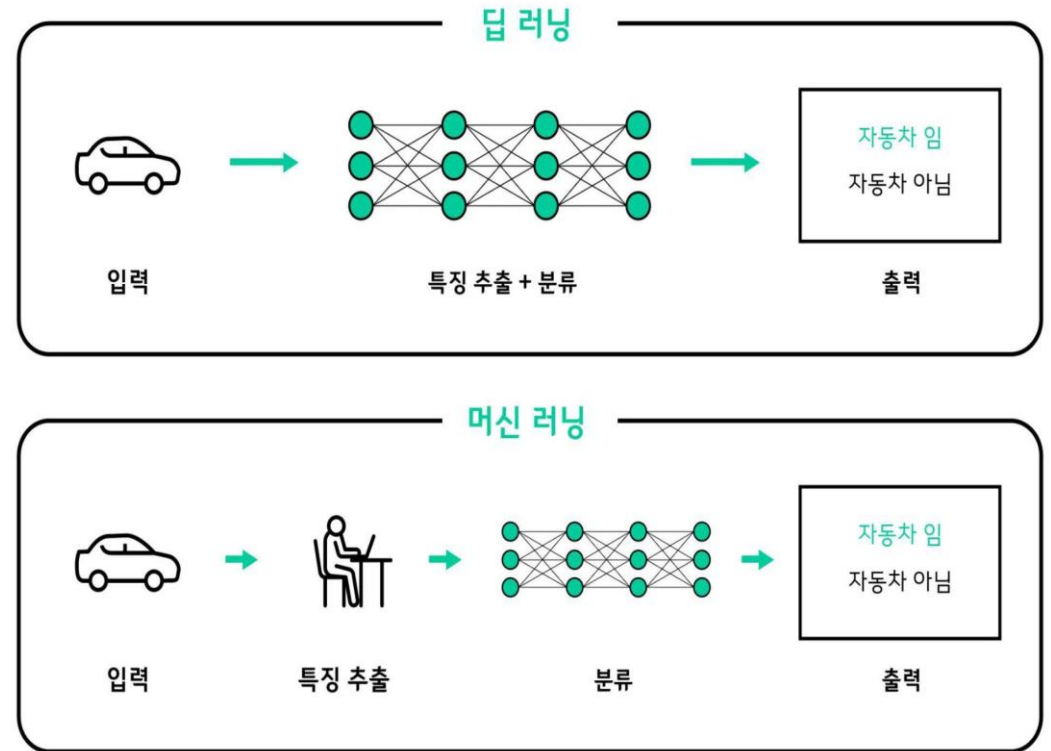 딥 러닝
자동차 임
자동차 아님
입력
특징 추출 + 분류
출력
머신 러닝
자동차 임
자동차 아님
입력
특징 추출
분류
출력